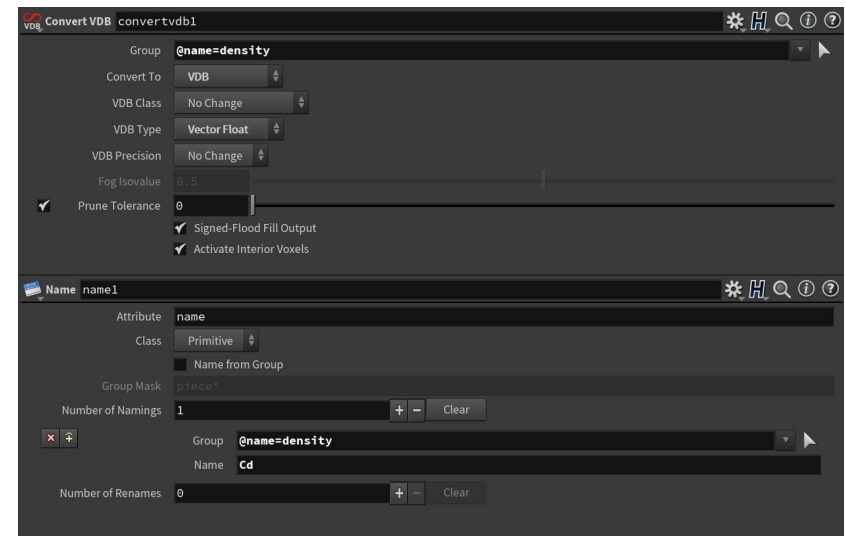 VDB Convert VDB convertvdb1
Group @name=density
Convert To VDB
VDB Class No Change
VDB Type Vector Float
VDB Precision No Change
Fog Isovalue 0.5
Prune Tolerance 0
Signed-Flood Fill Output
Activate Interior Voxels
Name name1
Attribute name
Class Primitive
Name from Group
Group Mask piece*
Number of Namings 1 + − Clear
Group @name=density
Name Cd
Number of Renames 0 + − Clear